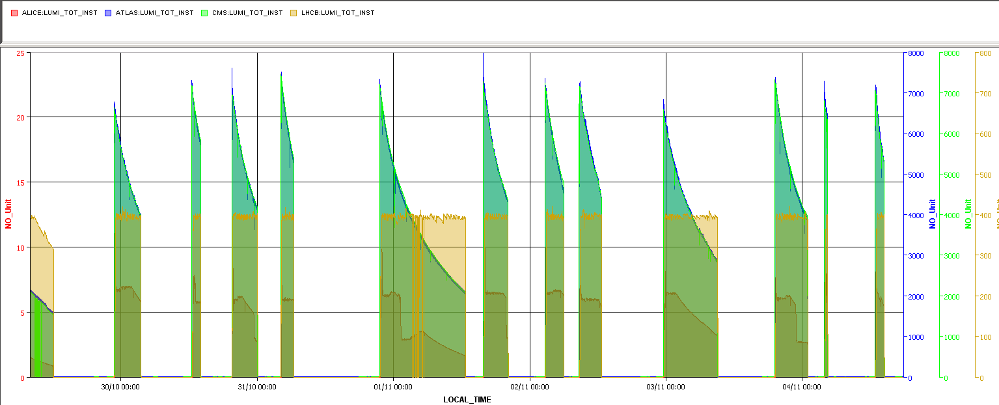 ALICE:LUMI_TOT_INST ATLAS:LUMI_TOT_INST CMS:LUMI_TOT_INST LHCB:LUMI_TOT_INST
25 8000 8000 800
7000 7000 700
20
6000 6000 600
15 5000 5000 500
NO_Unit 4000 NO_Unit 4000 NO_Unit 400
10 3000 3000 300
5 2000 2000 200
1000 1000 100
0 0 0 0
30/10 00:00 31/10 00:00 01/11 00:00 02/11 00:00 03/11 00:00 04/11 00:00
LOCAL_TIME